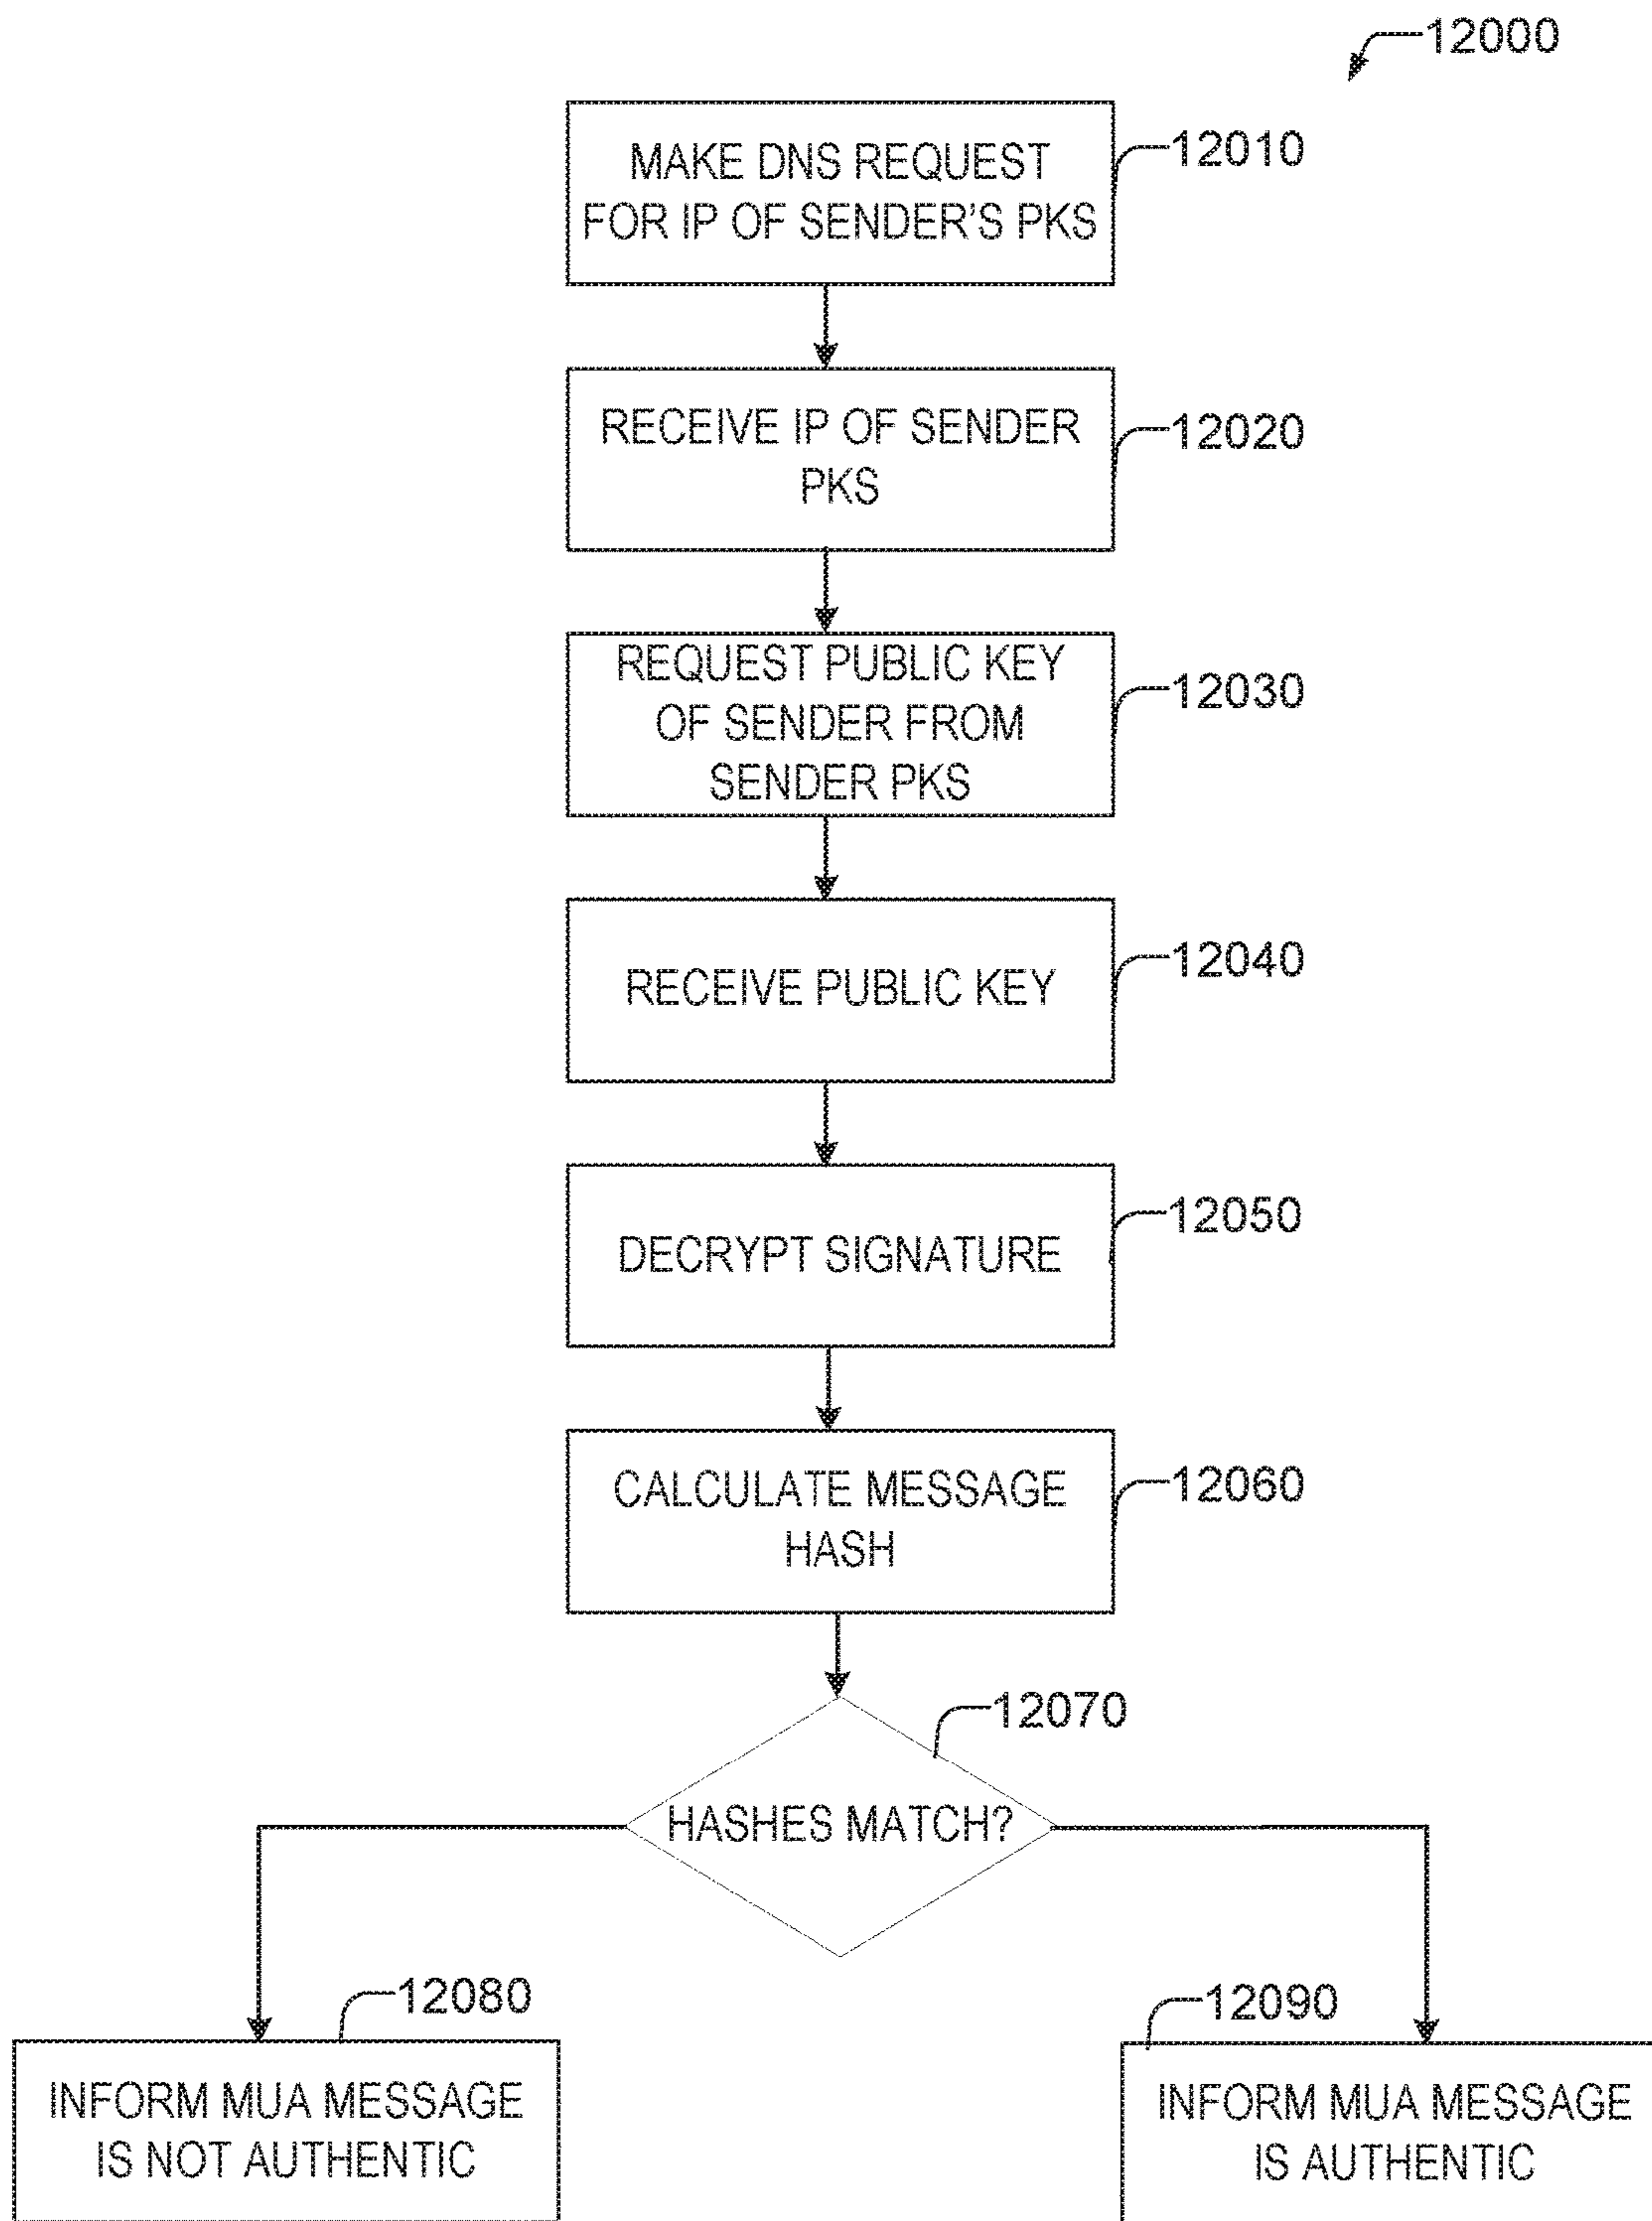 12000
MAKE DNS REQUEST
FOR IP OF SENDER'S PKS
12010
RECEIVE IP OF SENDER
PKS
12020
REQUEST PUBLIC KEY
OF SENDER FROM
SENDER PKS
12030
RECEIVE PUBLIC KEY
12040
DECRYPT SIGNATURE
12050
CALCULATE MESSAGE
HASH
12060
HASHES MATCH?
12070
INFORM MUA MESSAGE
IS NOT AUTHENTIC
12080
INFORM MUA MESSAGE
IS AUTHENTIC
12090